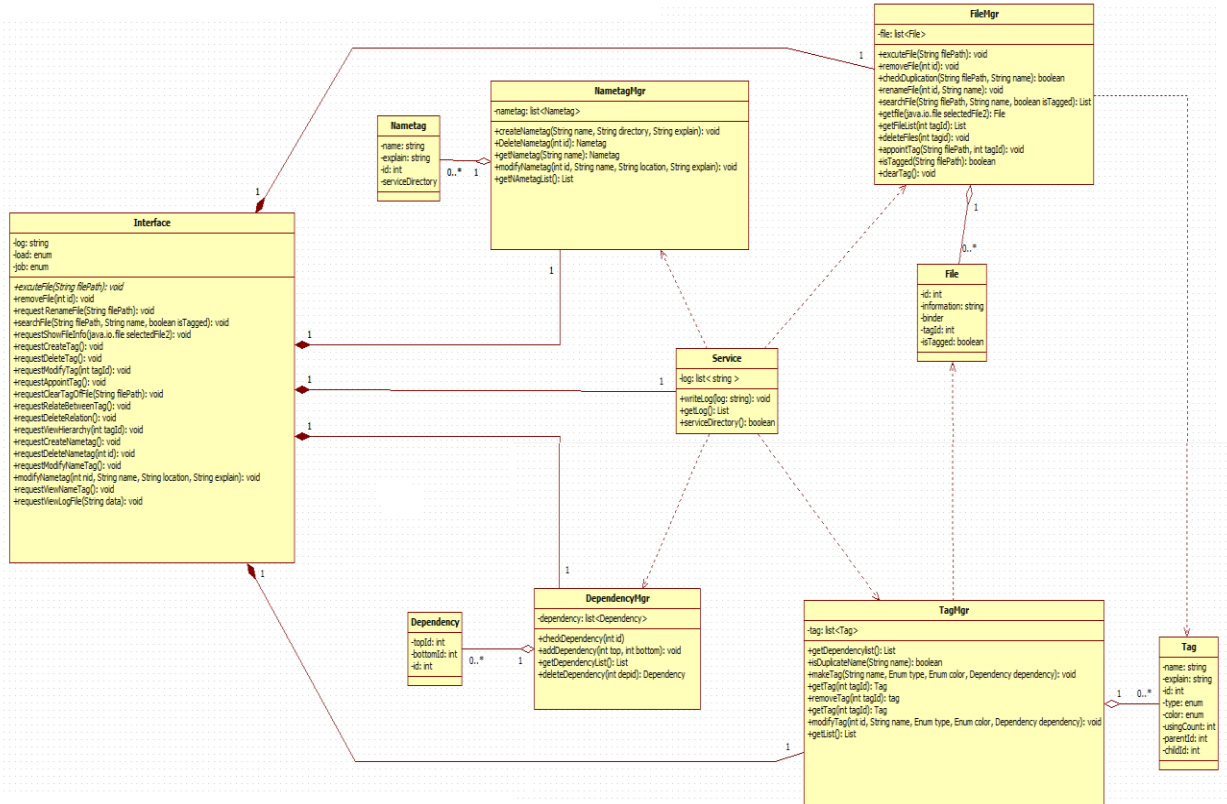 FileMgr
-file: list<File>
+excuteFile(String filePath): void
+removeFile(int id): void
+checkDuplication(String filePath, String name): boolean
+renameFile(int id, String name): void
+searchFile(String filePath, String name, boolean isTagged): List
+getfile(java.io.file selectedFile2): File
+getFileList(int tagId): List
+deleteFiles(int tagid): void
+appointTag(String filePath, int tagId): void
+isTagged(String filePath): boolean
+clearTag(): void
1
1
0..*
NametagMgr
-nametag: list<Nametag>
+createNametag(String name, String directory, String explain): void
+DeleteNametag(int id): Nametag
+getNametag(String name): Nametag
+modifyNametag(int id, String name, String location, String explain): void
+getNAmetagList(): List
1
Nametag
-name: string
-explain: string
-id: int
-serviceDirectory
0..*
1
1
Interface
-log: string
-load: enum
-job: enum
+excuteFile(String filePath): void
+removeFile(int id): void
+request RenameFile(String filePath): void
+searchFile(String filePath, String name, boolean isTagged): void
+requestShowFileInfo(java.io.file selectedFile2): void
+requestCreateTag(): void
+requestDeleteTag(): void
+requestModifyTag(int tagId): void
+requestAppointTag(): void
+requestClearTagOfFile(String filePath): void
+requestRelateBetweenTag(): void
+requestDeleteRelation(): void
+requestViewHierarchy(int tagId): void
+requestCreateNametag(): void
+requestDeleteNametag(int id): void
+requestModifyNameTag(): void
+modifyNametag(int nid, String name, String location, String explain): void
+requestViewNameTag(): void
+requestViewLogFile(String data): void
1
1
1
1
File
-id: int
-information: string
-binder
-tagId: int
-isTagged: boolean
1
Service
-log: list< string >
+writeLog(log: string): void
+getLog(): List
+serviceDirectory(): boolean
1
DependencyMgr
-dependency: list<Dependency>
+checkDependency(int id)
+addDependency(int top, int bottom): void
+getDependencyList(): List
+deleteDependency(int depid): Dependency
Dependency
-topId: int
-bottomId: int
-id: int
0..*
1
TagMgr
-tag: list<Tag>
+getDependencylist(): List
+isDuplicateName(String name): boolean
+makeTag(String name, Enum type, Enum color, Dependency dependency): void
+getTag(int tagId): Tag
+removeTag(int tagId): tag
+getTag(int tagId): Tag
+modifyTag(int id, String name, Enum type, Enum color, Dependency dependency): void
+getList(): List
1
1
0..*
Tag
-name: string
-explain: string
-id: int
-type: enum
-color: enum
-usingCount: int
-parentId: int
-childId: int